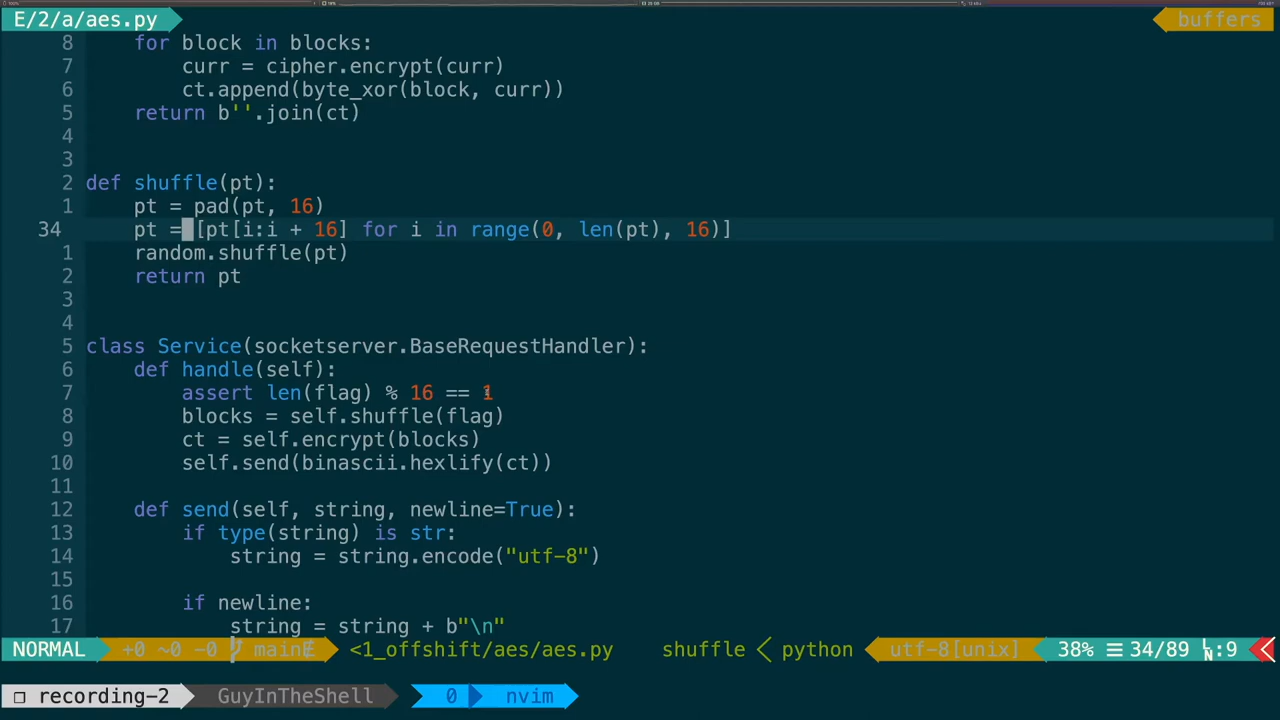 E/2/a/aes.py buffers
8 for block in blocks:
7 curr = cipher.encrypt(curr)
6 ct.append(byte_xor(block, curr))
5 return b''.join(ct)
4
3
2 def shuffle(pt):
1 pt = pad(pt, 16)
34 pt = [pt[i:i + 16] for i in range(0, len(pt), 16)]
1 random.shuffle(pt)
2 return pt
3
4
5 class Service(socketserver.BaseRequestHandler):
6 def handle(self):
7 assert len(flag) % 16 == 1
8 blocks = self.shuffle(flag)
9 ct = self.encrypt(blocks)
10 self.send(binascii.hexlify(ct))
11
12 def send(self, string, newline=True):
13 if type(string) is str:
14 string = string.encode("utf-8")
15
16 if newline:
17 string = string + b"\n"
NORMAL +0 ~0 -0 main <1_offshift/aes/aes.py shuffle < python utf-8[unix] 38% ☰ 34/89 LN:9
❐ recording-2 GuyInTheShell 0 nvim